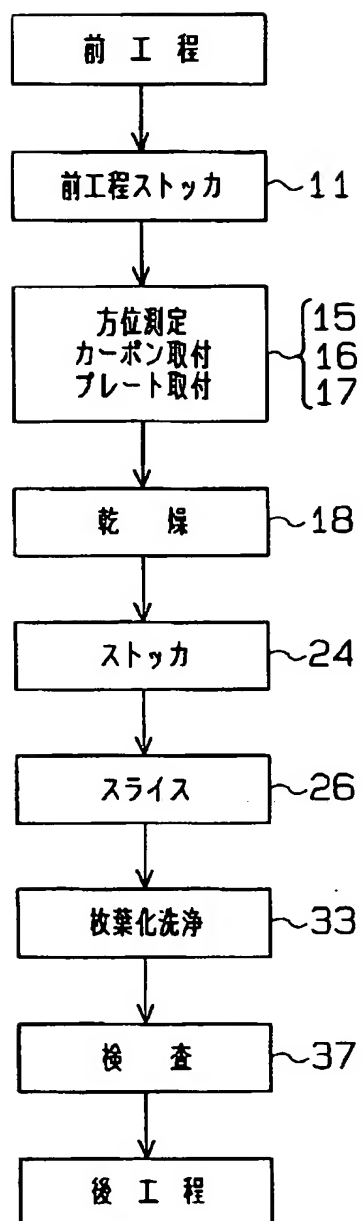 前工程
前工程ストッカ 11
方位測定 15
カーボン取付 16
プレート取付 17
乾燥 18
ストッカ 24
スライス 26
枚葉化洗浄 33
検査 37
後工程